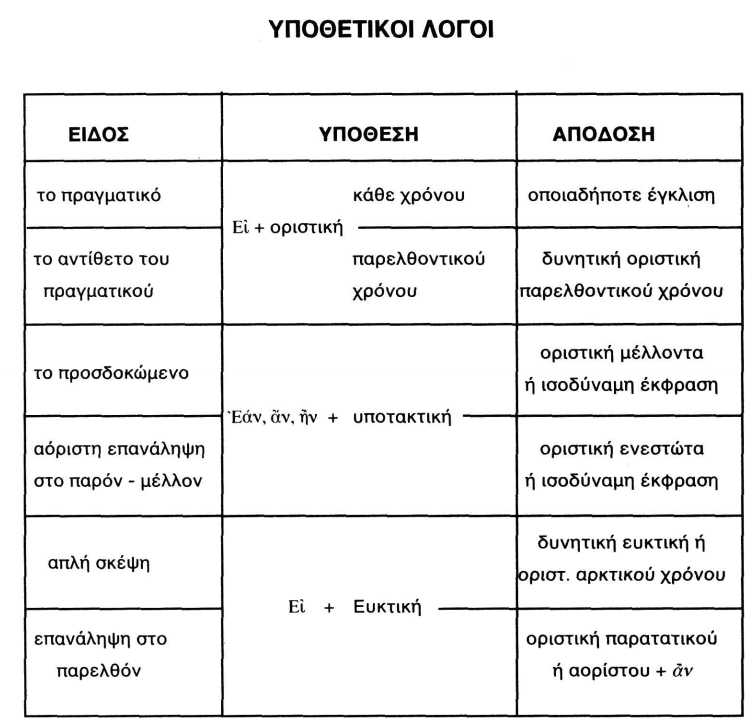 ΥΠΟΘΕΤΙΚΟΙ ΛΟΓΟΙ
ΕΙΔΟΣ ΥΠΟΘΕΣΗ ΑΠΟΔΟΣΗ
το πραγματικό κάθε χρόνου οποιαδήποτε έγκλιση
Εἰ + οριστική
το αντίθετο του παρελθοντικού δυνητική οριστική
πραγματικού χρόνου παρελθοντικού χρόνου
οριστική μέλλοντα
το προσδοκώμενο ή ισοδύναμη έκφραση
Ἐάν, ἄν, ἤν + υποτακτική
αόριστη επανάληψη οριστική ενεστώτα
στο παρόν - μέλλον ή ισοδύναμη έκφραση
δυνητική ευκτική ή
απλή σκέψη οριστ. αρκτικού χρόνου
Εἰ + Ευκτική
επανάληψη στο οριστική παρατατικού
παρελθόν ή αορίστου + ἄν